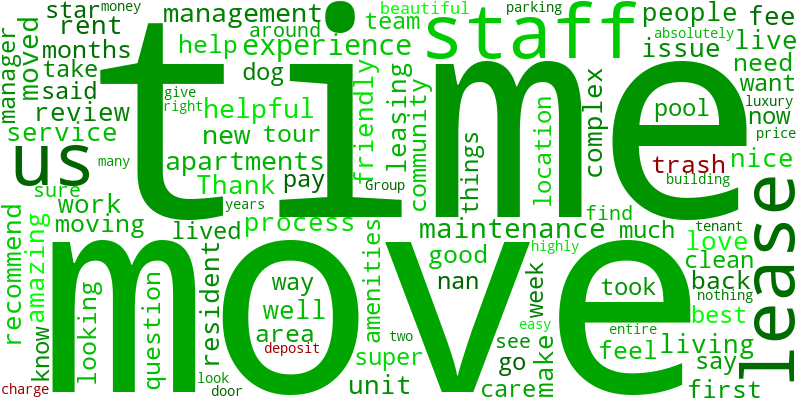 star
money
management
beautiful
parking
people
fee
rent
around
team
staff
absolutely
moved
months
help
experience
issue
live
manager
take
dog
time
need
said
give
friendly
leasing
complex
pool
want
review
right
helpful
community
luxury
now
service
new
tour
things
location
price
us
many
apartments
trash
nice
sure
Thank
pay
Group
building
work
years
find
lease
moving
lived
process
maintenance
much
tenant
recommend
amazing
amenities
good
highly
love
clean
move
way
nan
week
took
back
nothing
know
looking
question
resident
well
area
easy
entire
best
deposit
two
see
feel
living
super
go
make
say
charge
look
door
unit
care
first